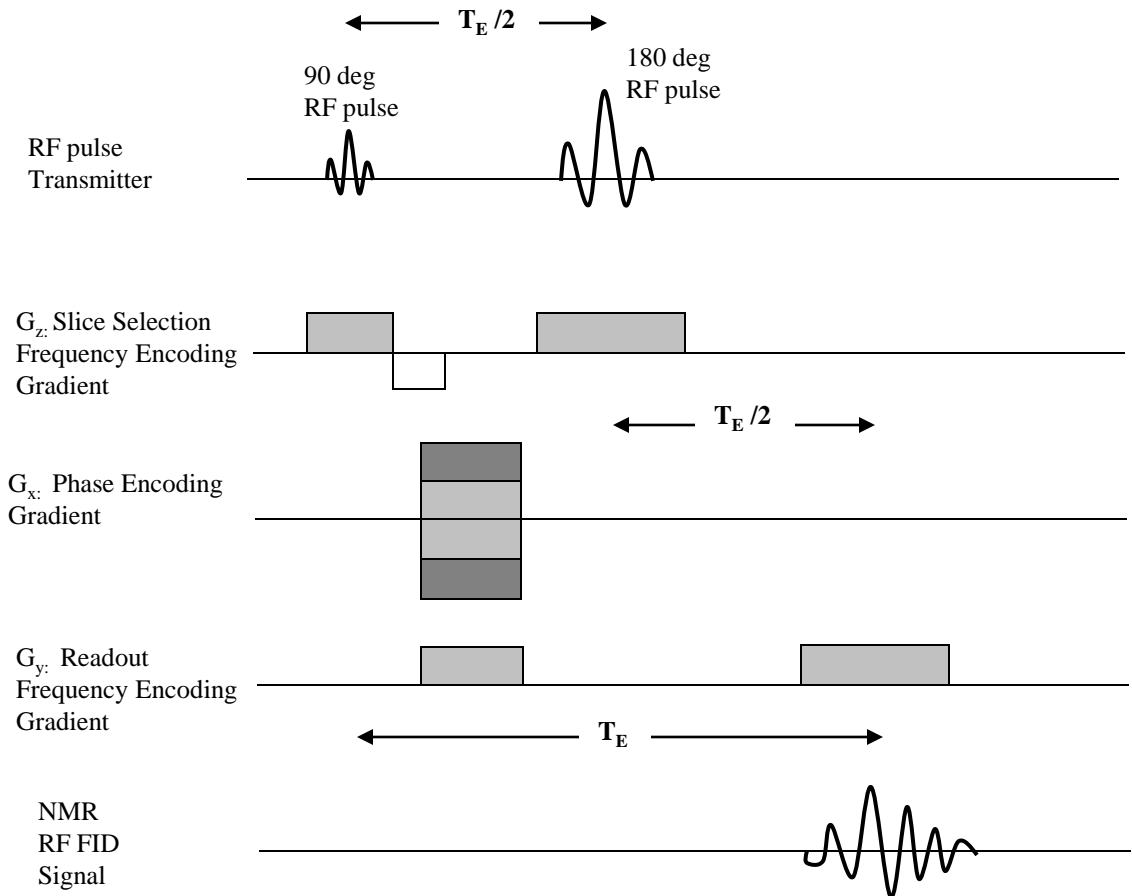 T_E /2
90 deg
RF pulse
180 deg
RF pulse
RF pulse
Transmitter
G_z: Slice Selection
Frequency Encoding
Gradient
T_E /2
G_x: Phase Encoding
Gradient
G_y: Readout
Frequency Encoding
Gradient
T_E
NMR
RF FID
Signal